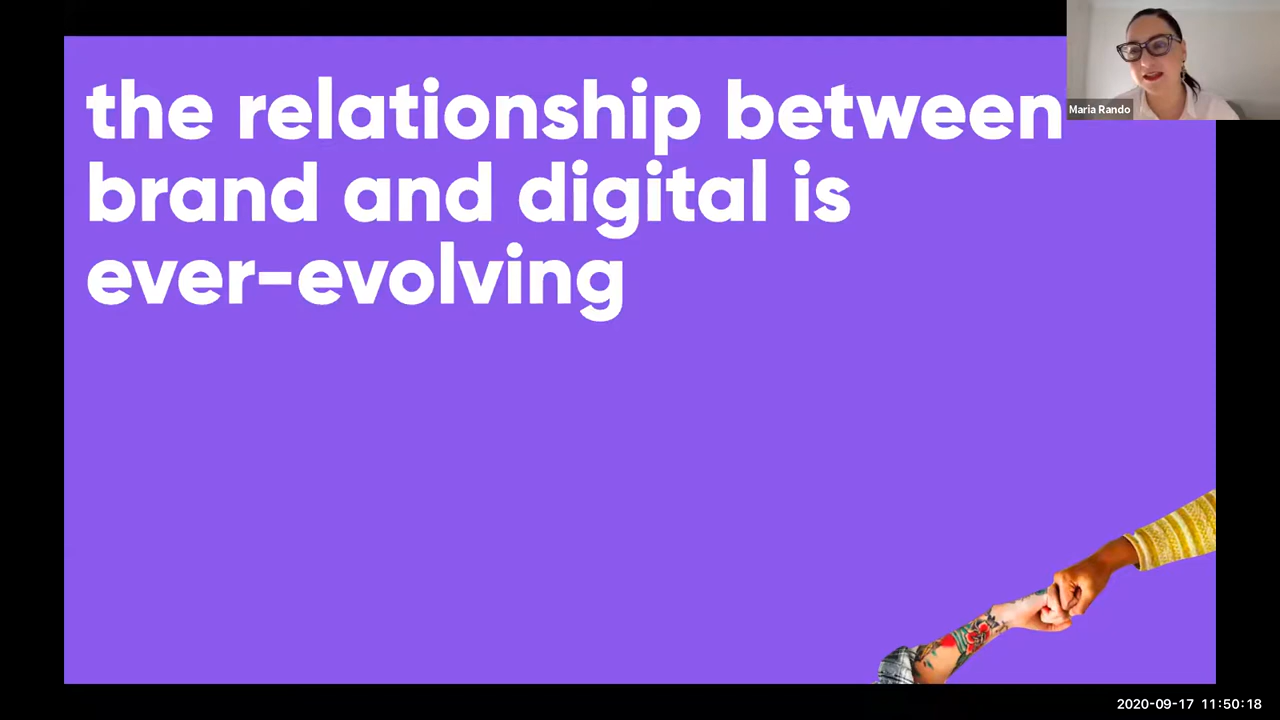 the relationship between
brand and digital is
ever-evolving
Maria Rando
2020-09-17 11:50:18